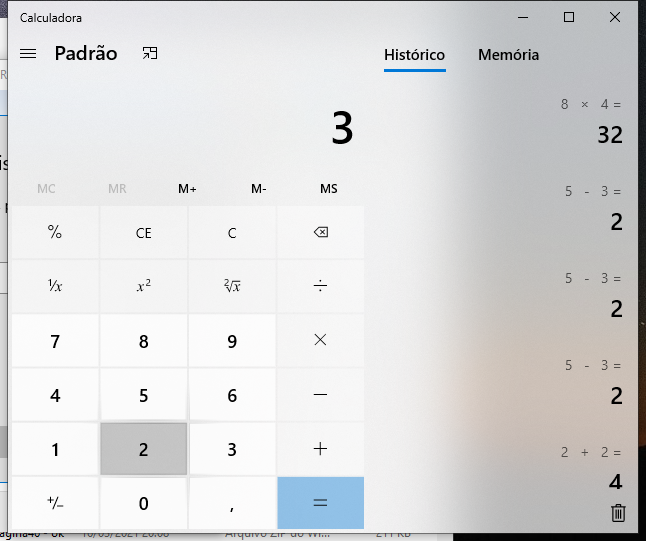 Calculadora
Padrão
Histórico Memória
3
MC MR M+ M- MS
% CE C
¹/x x² ²√x ÷
7 8 9 ×
4 5 6 −
1 2 3 +
+/− 0 , =
8 × 4 =
32
5 - 3 =
2
5 - 3 =
2
5 - 3 =
2
2 + 2 =
4